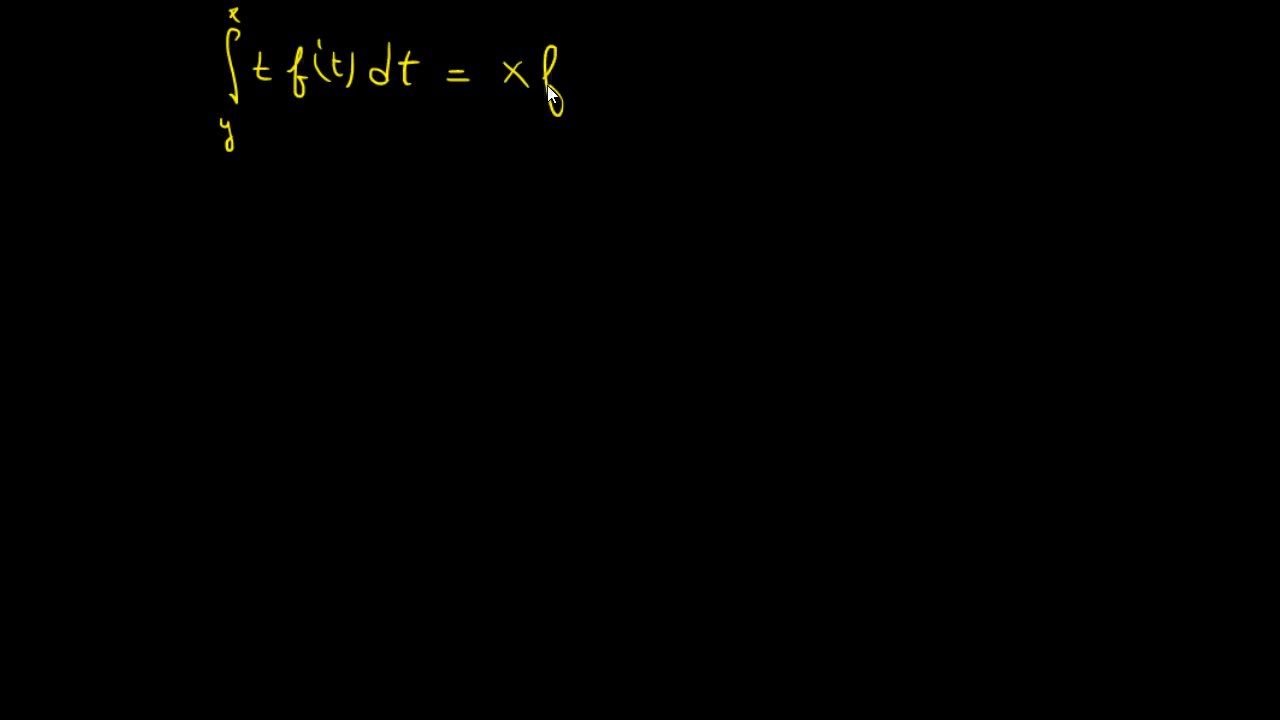 ∫_y^x t f(t) dt = x f